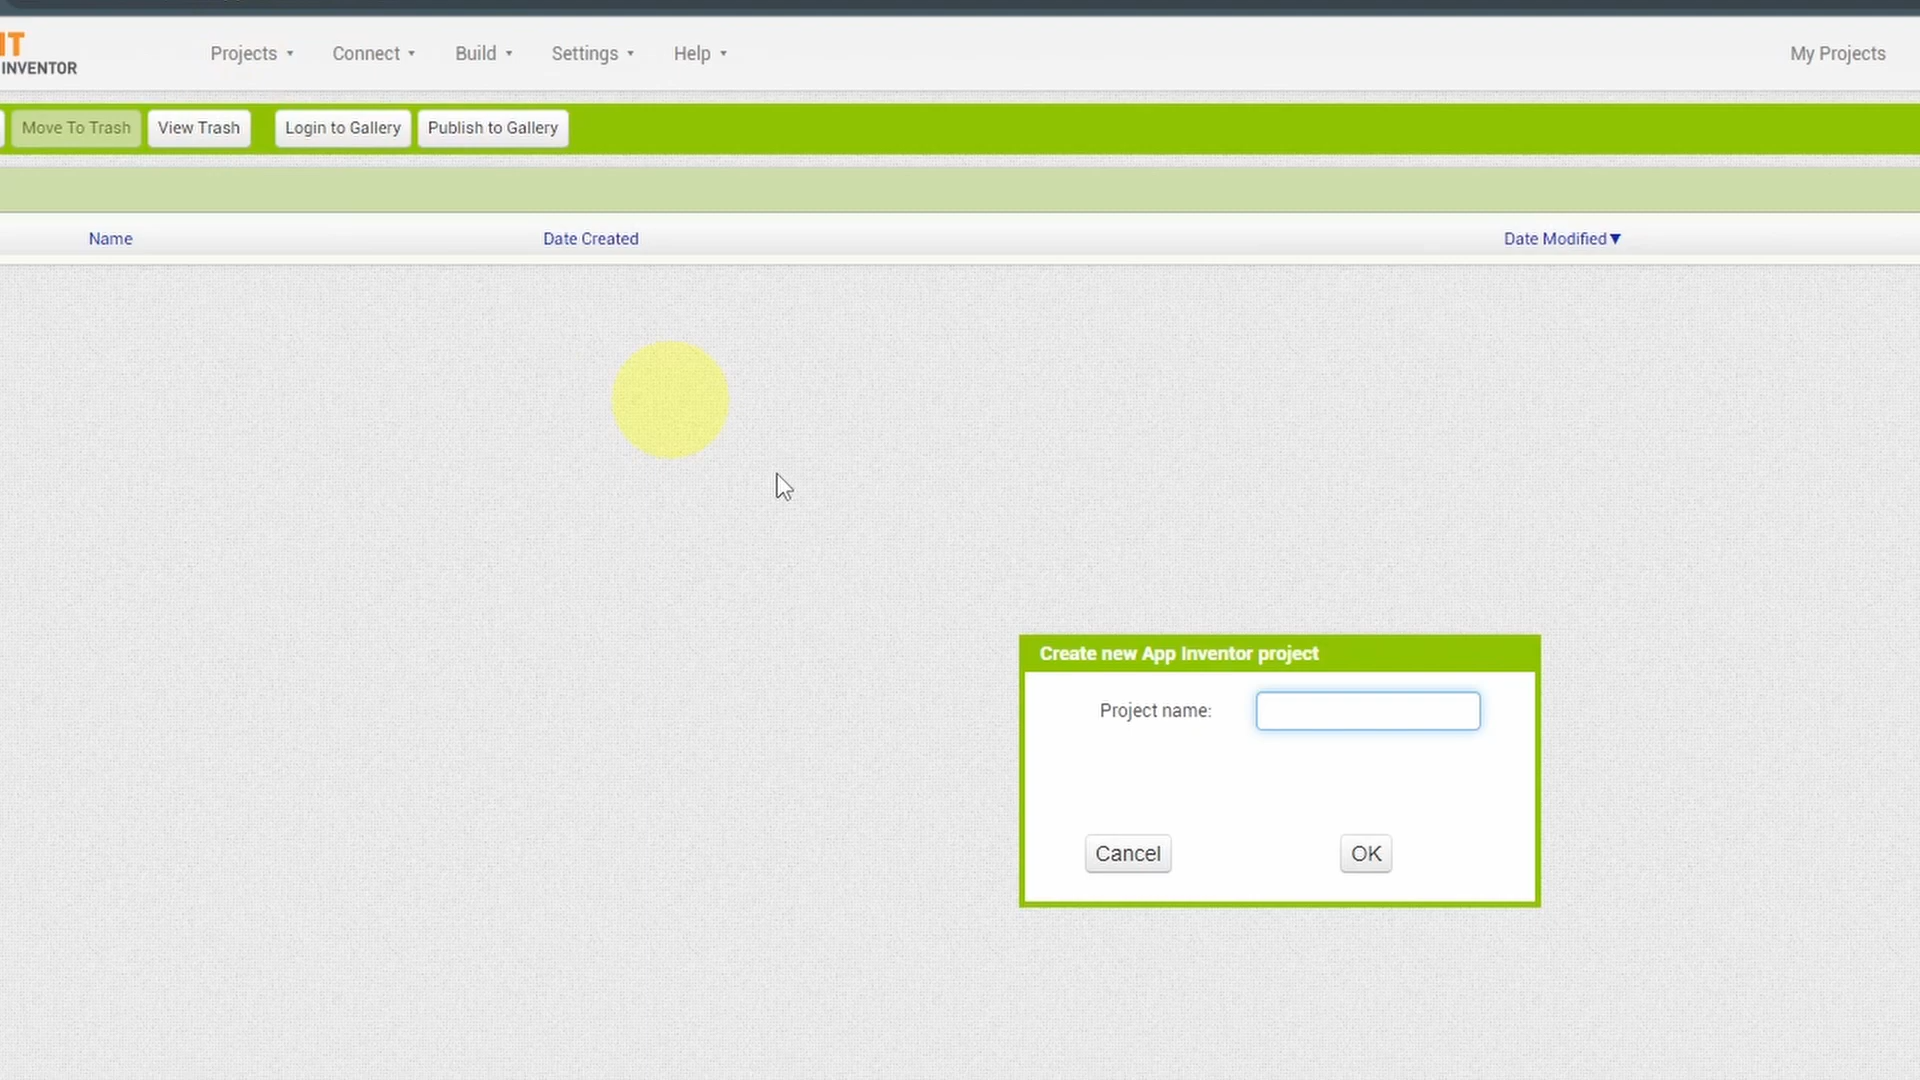 IT
INVENTOR
Projects
Connect
Build
Settings
Help
My Projects
Move To Trash
View Trash
Login to Gallery
Publish to Gallery
Name
Date Created
Date Modified▼
Create new App Inventor project
Project name:
Cancel
OK